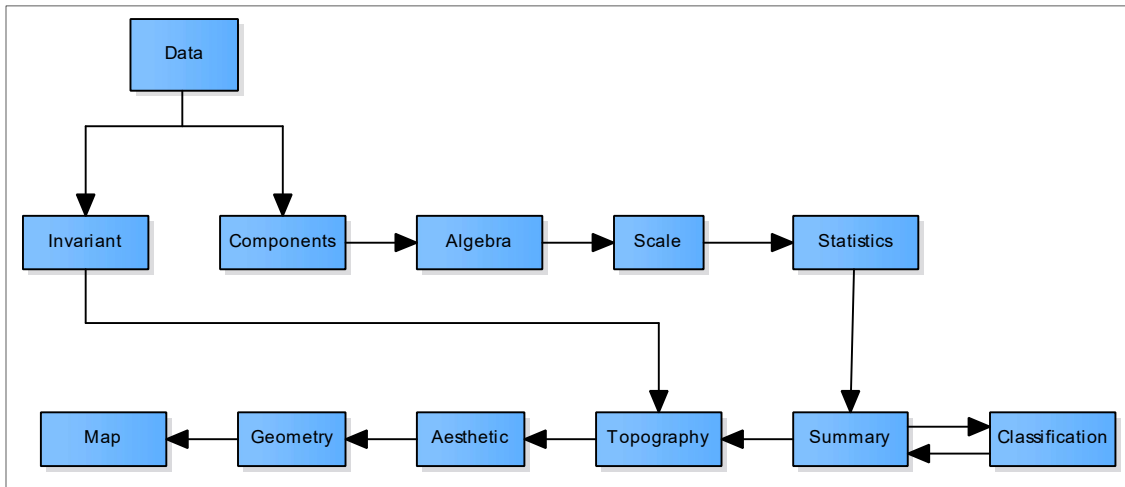 Data
Invariant
Components
Algebra
Scale
Statistics
Map
Geometry
Aesthetic
Topography
Summary
Classification